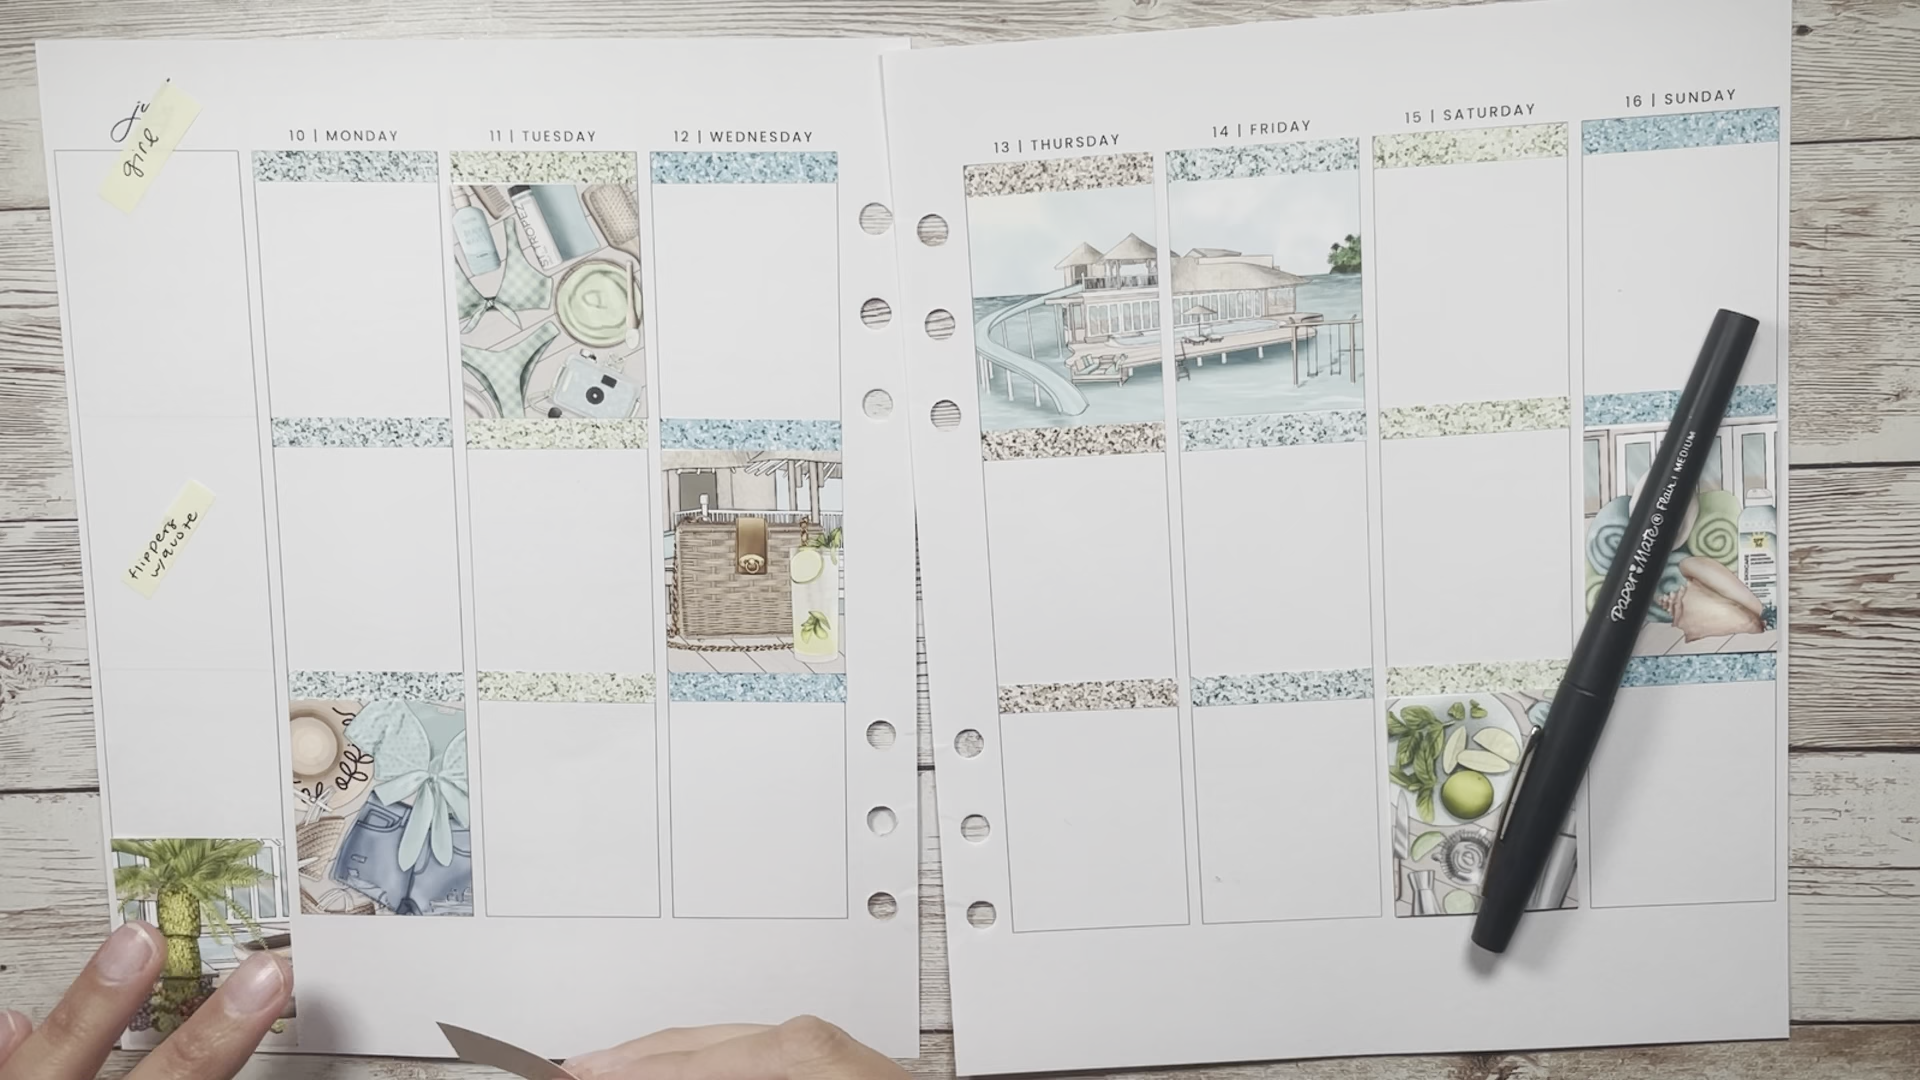 girl
10 | MONDAY
11 | TUESDAY
12 | WEDNESDAY
13 | THURSDAY
14 | FRIDAY
15 | SATURDAY
16 | SUNDAY
flippers
w/quote
ST. TROPEZ
off
Paper Mate® Flair. MEDIUM